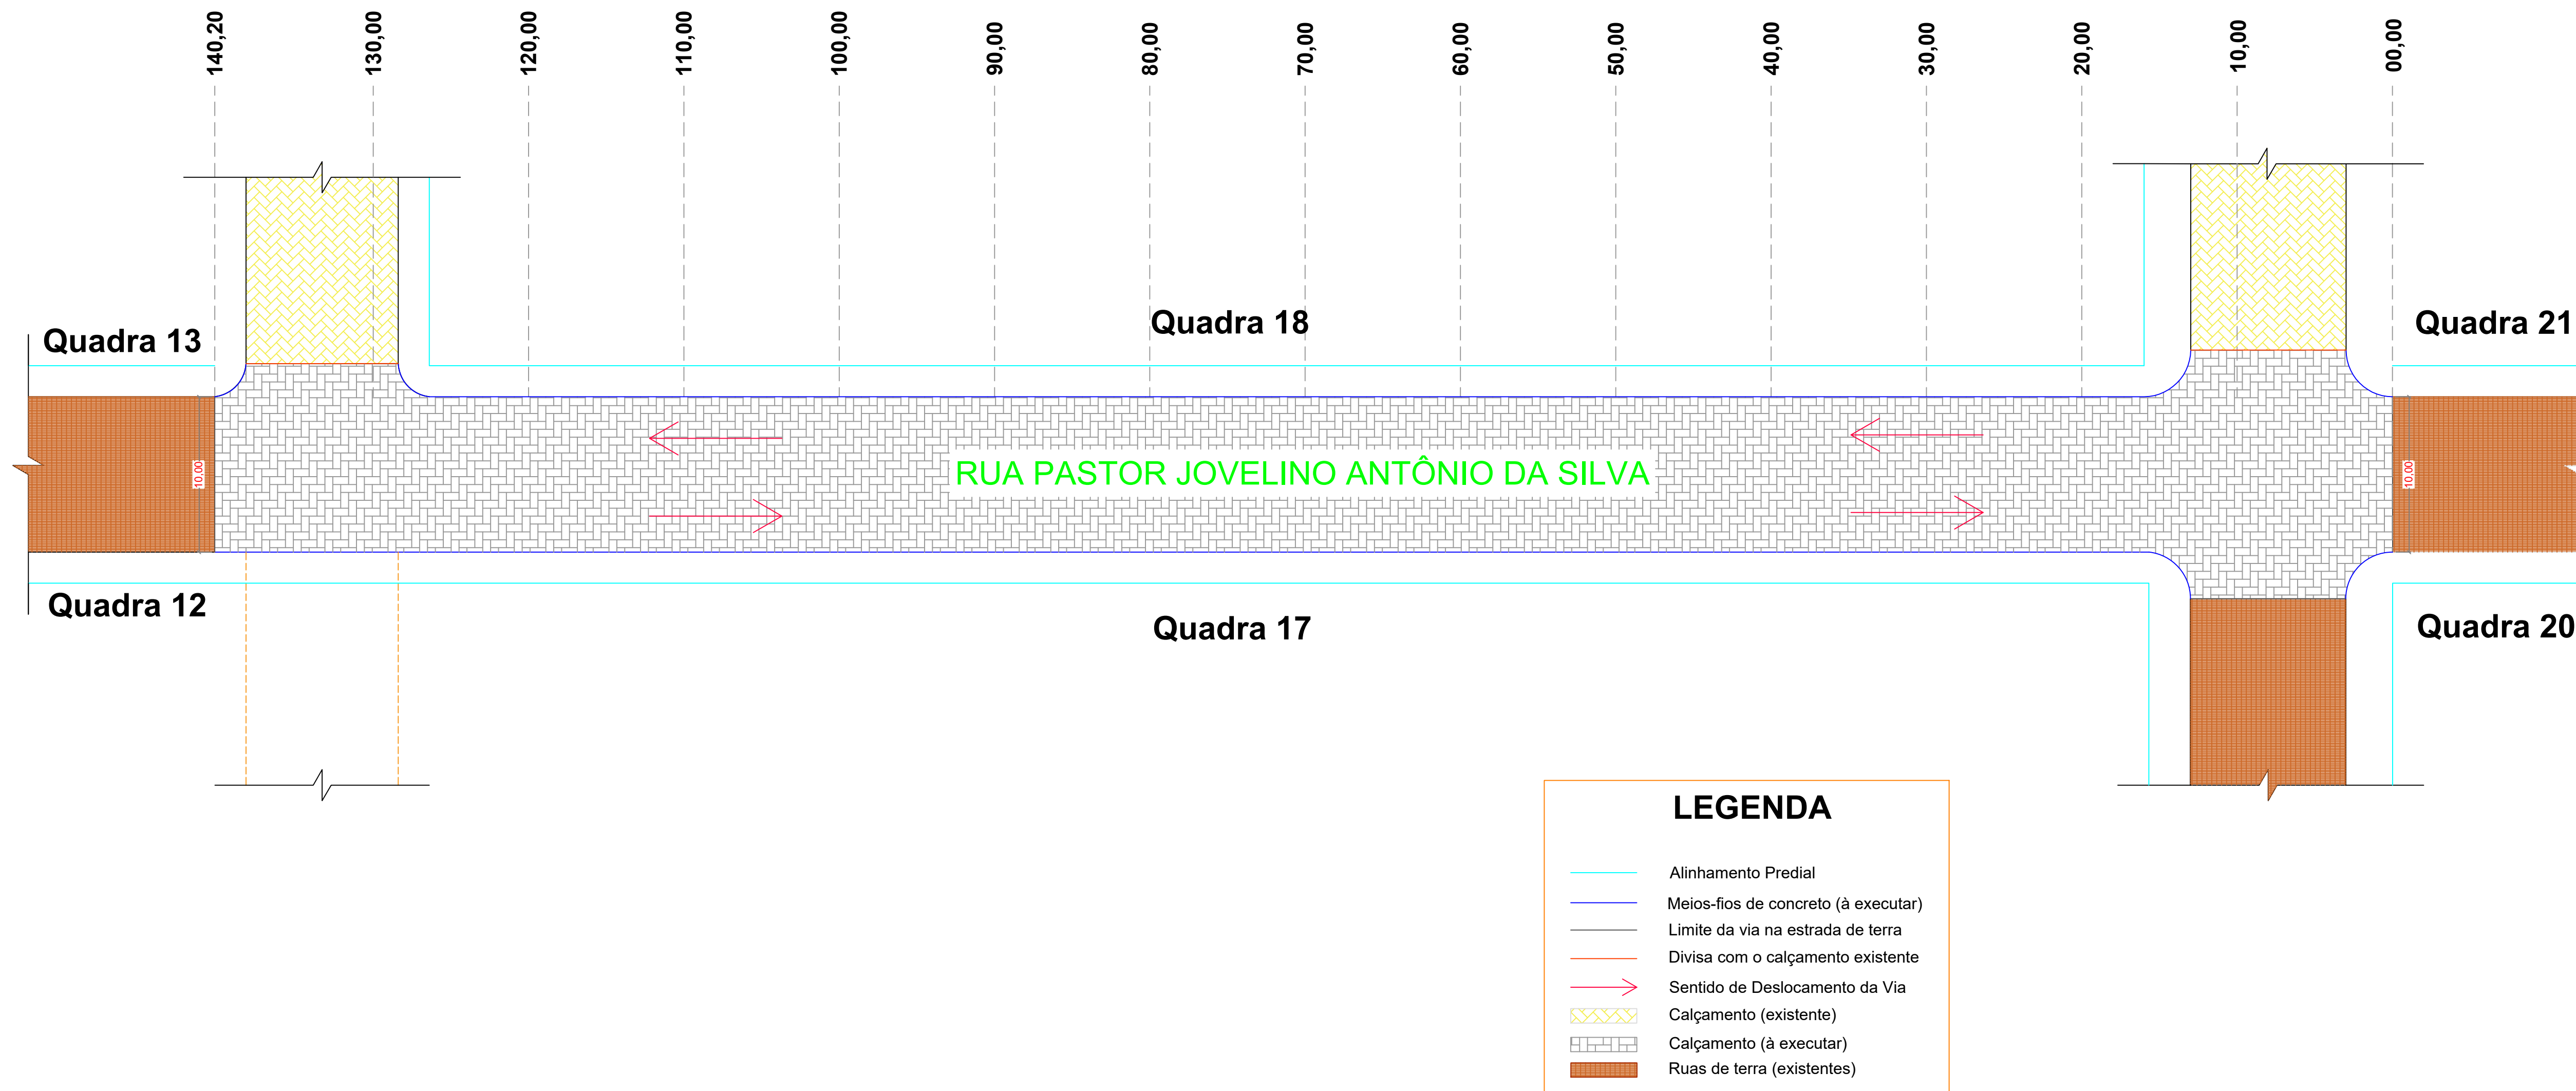 140,20
130,00
120,00
110,00
100,00
90,00
80,00
70,00
60,00
50,00
40,00
30,00
20,00
10,00
00,00
Quadra 13
Quadra 18
Quadra 21
10,00
RUA PASTOR JOVELINO ANTÔNIO DA SILVA
10,00
Quadra 12
Quadra 17
Quadra 20
LEGENDA
Alinhamento Predial
Meios-fios de concreto (à executar)
Limite da via na estrada de terra
Divisa com o calçamento existente
Sentido de Deslocamento da Via
Calçamento (existente)
Calçamento (à executar)
Ruas de terra (existentes)